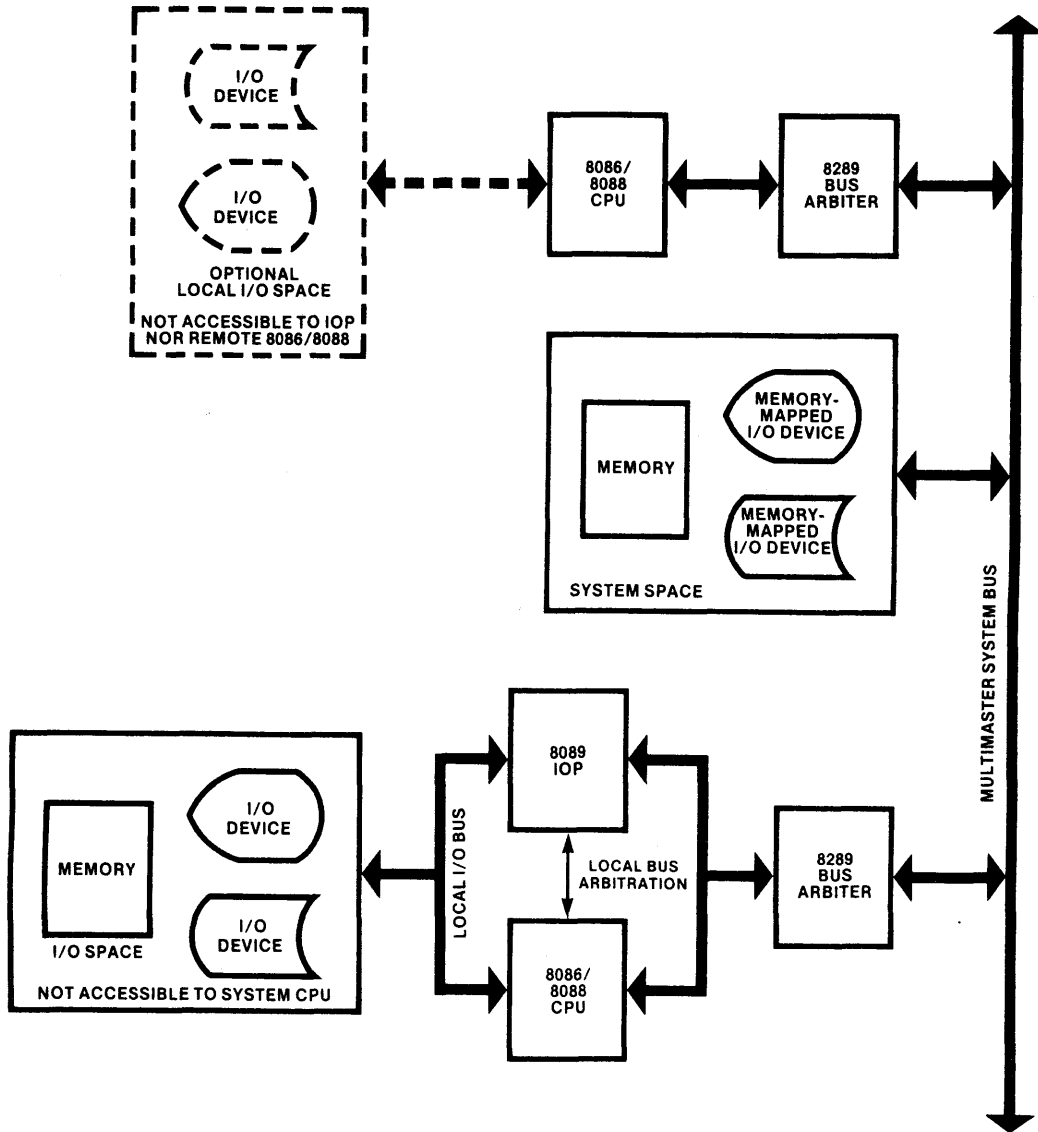 I/O
DEVICE
I/O
DEVICE
OPTIONAL
LOCAL I/O SPACE
NOT ACCESSIBLE TO IOP
NOR REMOTE 8086/8088
8086/
8088
CPU
8289
BUS
ARBITER
MEMORY
MEMORY-
MAPPED
I/O DEVICE
MEMORY-
MAPPED
I/O DEVICE
SYSTEM SPACE
MULTIMASTER SYSTEM BUS
MEMORY
I/O SPACE
I/O
DEVICE
I/O
DEVICE
NOT ACCESSIBLE TO SYSTEM CPU
LOCAL I/O BUS
8089
IOP
LOCAL BUS
ARBITRATION
8086/
8088
CPU
8289
BUS
ARBITER